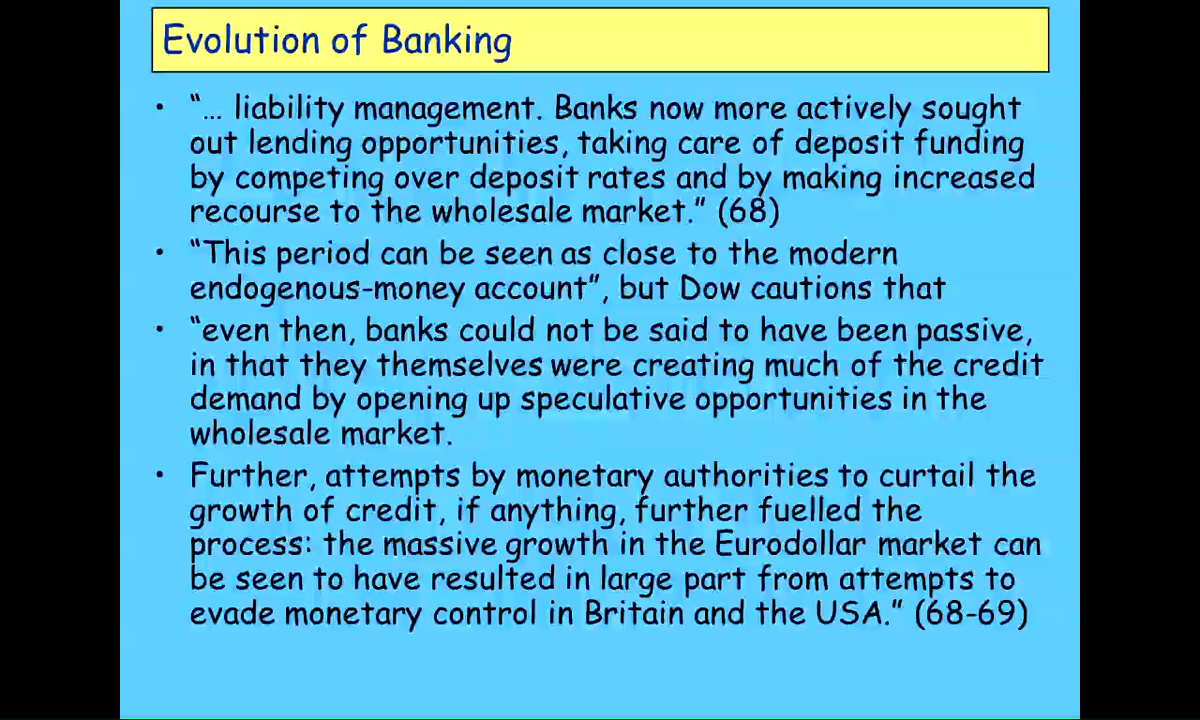 Evolution of Banking
• “... liability management. Banks now more actively sought
out lending opportunities, taking care of deposit funding
by competing over deposit rates and by making increased
recourse to the wholesale market.” (68)
• “This period can be seen as close to the modern
endogenous-money account”, but Dow cautions that
• “even then, banks could not be said to have been passive,
in that they themselves were creating much of the credit
demand by opening up speculative opportunities in the
wholesale market.
• Further, attempts by monetary authorities to curtail the
growth of credit, if anything, further fuelled the
process: the massive growth in the Eurodollar market can
be seen to have resulted in large part from attempts to
evade monetary control in Britain and the USA.” (68-69)